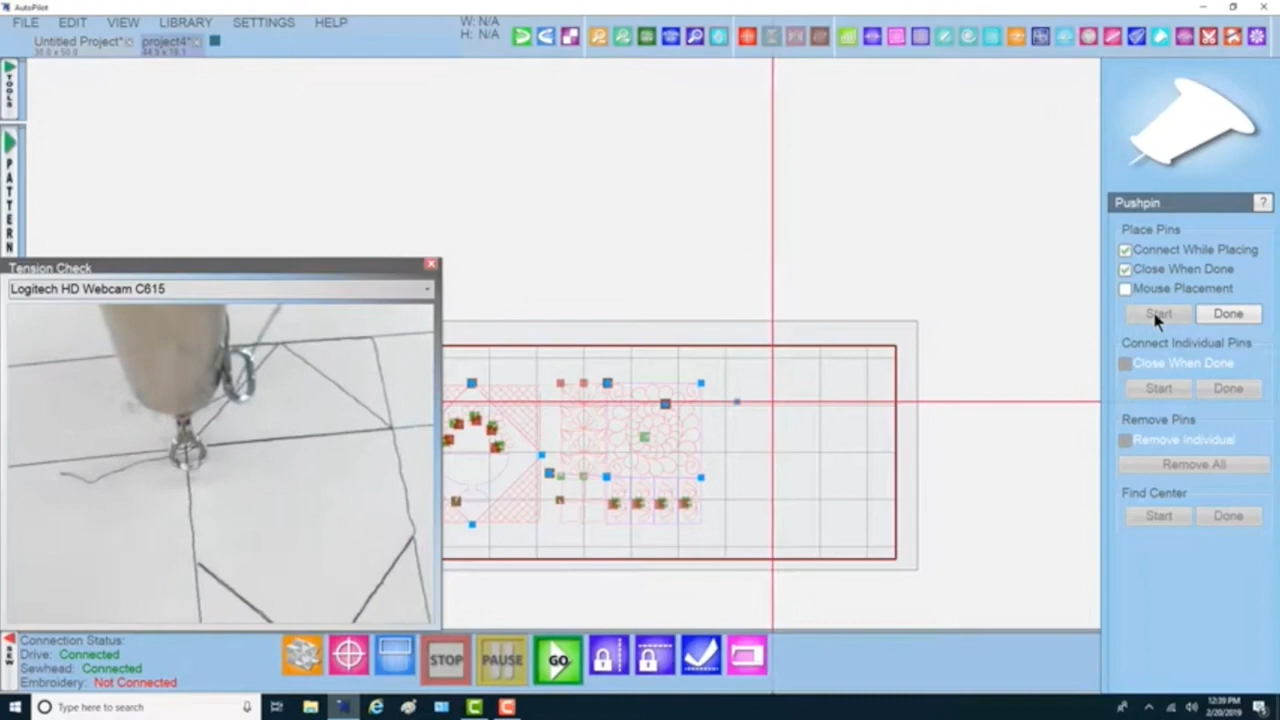 AutoPilot
FILE EDIT VIEW LIBRARY SETTINGS HELP
W: N/A
H: N/A
Untitled Project*
project4*
TOOLS
PATTERN
Tension Check
Logitech HD Webcam C615
Pushpin ?
Place Pins
Connect While Placing
Close When Done
Mouse Placement
Start Done
Connect Individual Pins
Close When Done
Start Done
Remove Pins
Remove Individual
Remove All
Find Center
Start Done
SEW
Connection Status:
Drive: Connected
Sewhead: Connected
Embroidery: Not Connected
STOP PAUSE GO
Type here to search
12:39 PM
2/20/2019